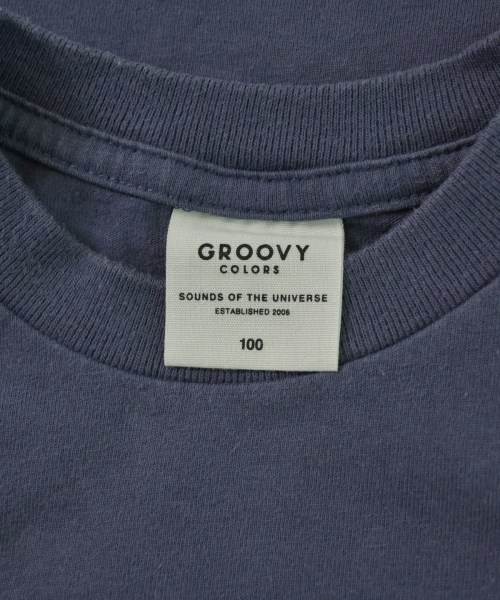 GROOVY
COLORS
SOUNDS OF THE UNIVERSE
ESTABLISHED 2006
100